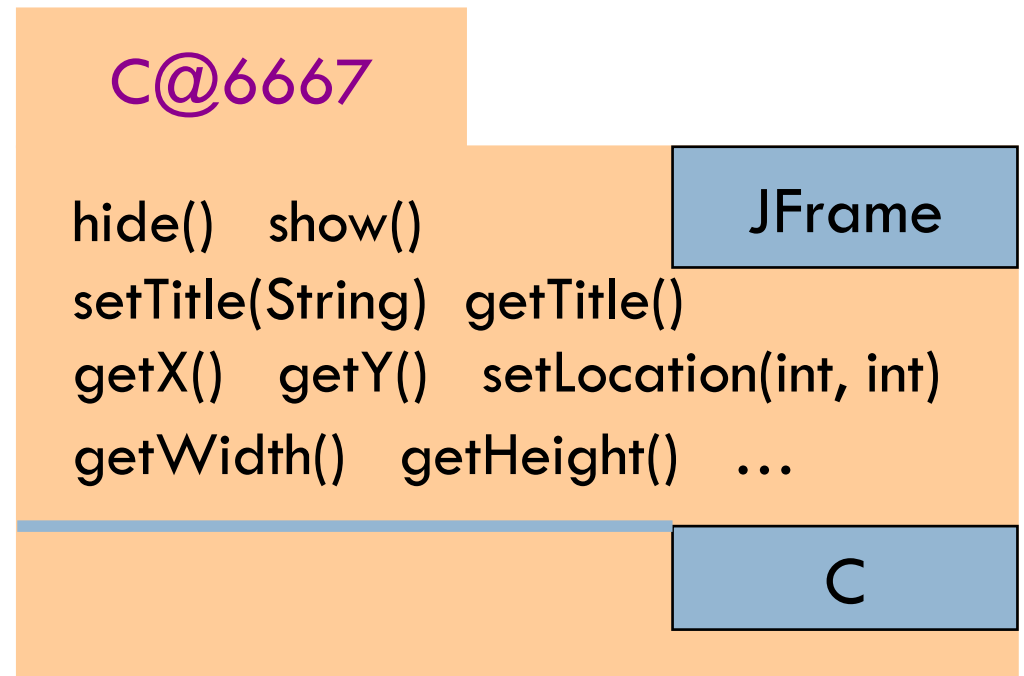 C@6667
JFrame
hide() show()
setTitle(String) getTitle()
getX() getY() setLocation(int, int)
getWidth() getHeight() …
C